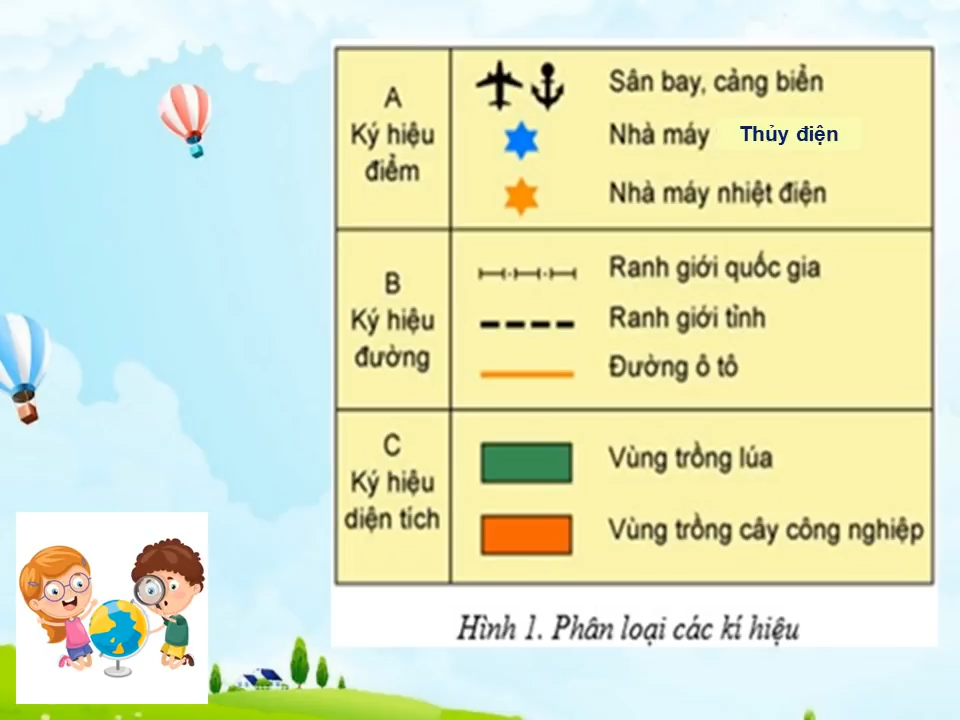 A
Ký hiệu
điểm
Sân bay, cảng biển
Nhà máy Thủy điện
Nhà máy nhiệt điện
B
Ký hiệu
đường
Ranh giới quốc gia
Ranh giới tỉnh
Đường ô tô
C
Ký hiệu
diện tích
Vùng trồng lúa
Vùng trồng cây công nghiệp
Hình 1. Phân loại các kí hiệu